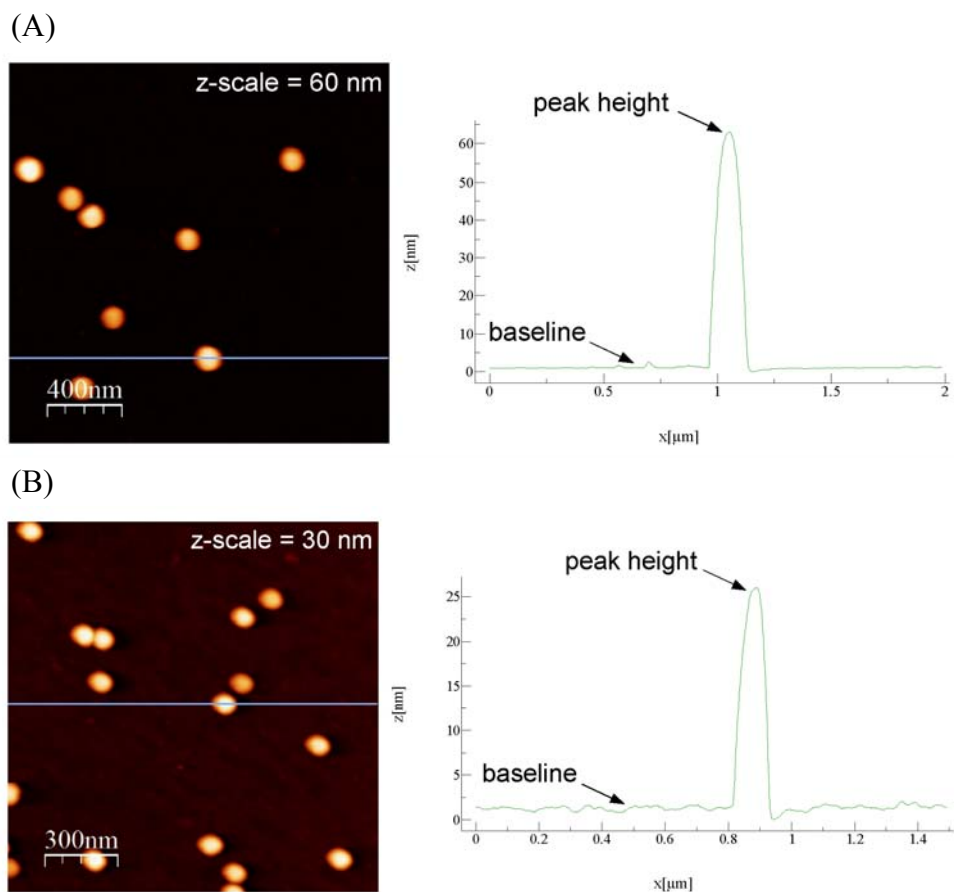 (A)
z-scale = 60 nm
400nm
peak height
baseline
z[nm]
60
50
40
30
20
10
0
0
0.5
1
1.5
2
x[µm]
(B)
z-scale = 30 nm
300nm
peak height
baseline
z[nm]
25
20
15
10
5
0
0
0.2
0.4
0.6
0.8
1
1.2
1.4
x[µm]